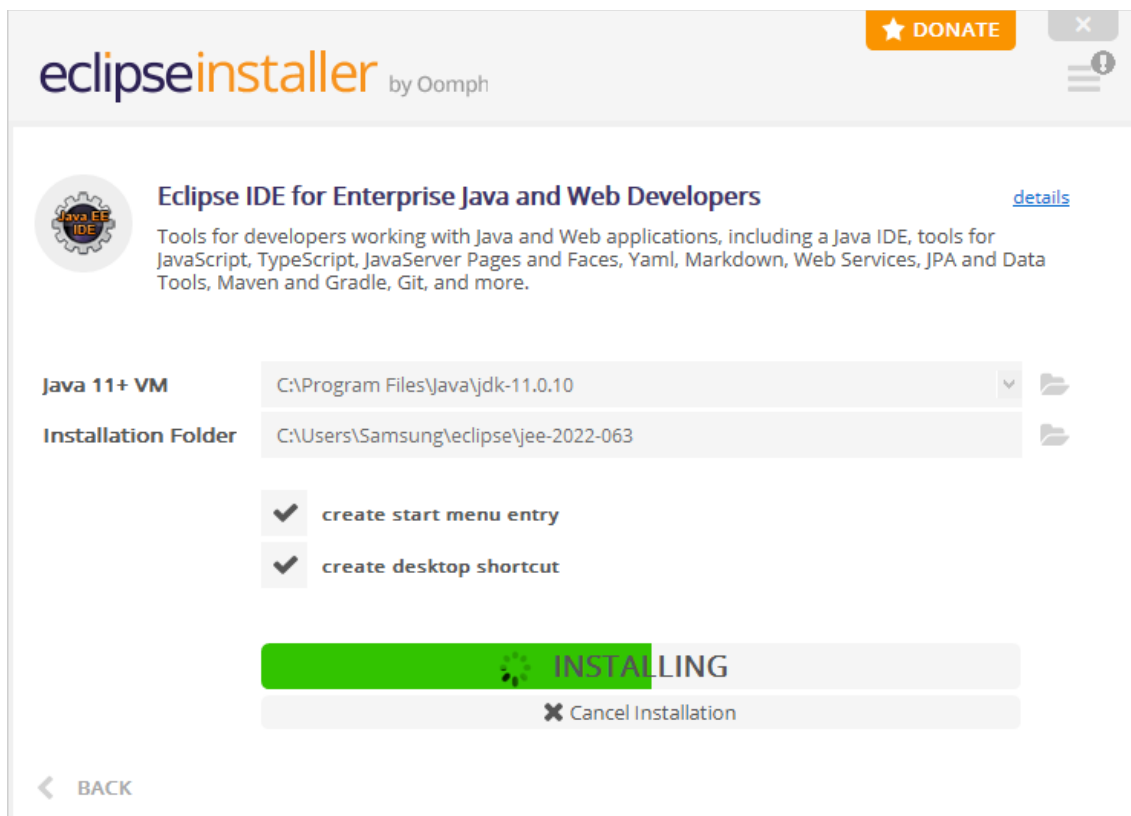 DONATE
eclipseinstaller by Oomph
Java EE
IDE
Eclipse IDE for Enterprise Java and Web Developers
details
Tools for developers working with Java and Web applications, including a Java IDE, tools for
JavaScript, TypeScript, JavaServer Pages and Faces, Yaml, Markdown, Web Services, JPA and Data
Tools, Maven and Gradle, Git, and more.
Java 11+ VM
C:\Program Files\Java\jdk-11.0.10
Installation Folder
C:\Users\Samsung\eclipse\jee-2022-063
create start menu entry
create desktop shortcut
INSTALLING
Cancel Installation
BACK